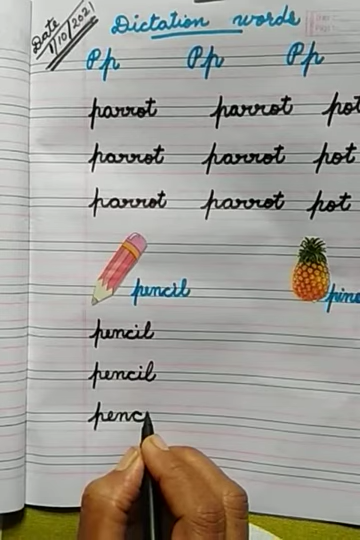 Date
1/10/2021
Dictation words
Pp Pp Pp
parrot parrot pot
parrot parrot pot
parrot parrot pot
pencil pine
pencil
pencil
penc